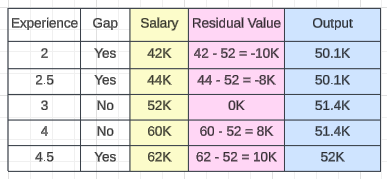 Experience Gap Salary Residual Value Output
2 Yes 42K 42 - 52 = -10K 50.1K
2.5 Yes 44K 44 - 52 = -8K 50.1K
3 No 52K 0K 51.4K
4 No 60K 60 - 52 = 8K 51.4K
4.5 Yes 62K 62 - 52 = 10K 52K